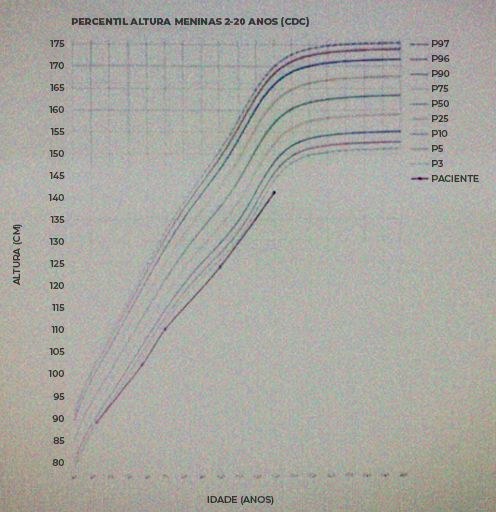 PERCENTIL ALTURA MENINAS 2-20 ANOS (CDC)
175
170
165
160
155
150
145
140
135
130
125
120
115
110
105
100
95
90
85
80
ALTURA (CM)
IDADE (ANOS)
P97
P96
P90
P75
P50
P25
P10
P5
P3
PACIENTE